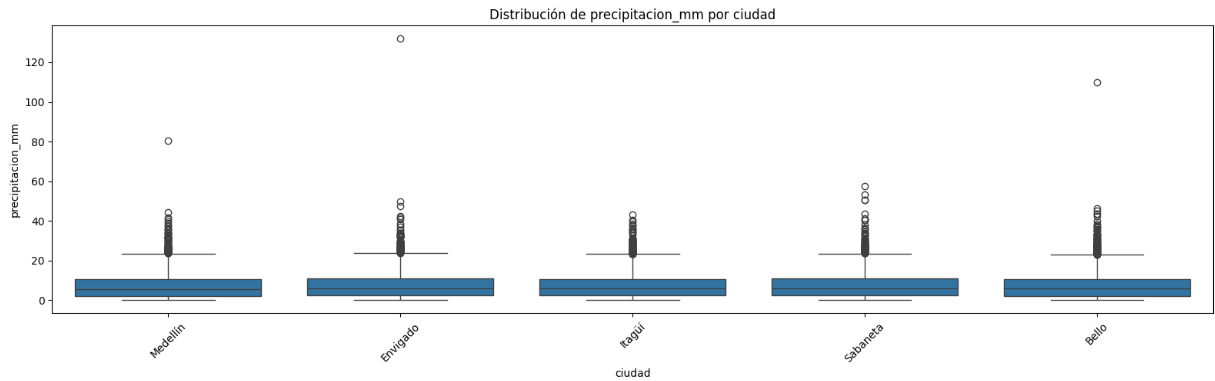 Distribución de precipitacion_mm por ciudad
120
100
80
60
40
20
0
precipitacion_mm
Medellín
Envigado
Itagüí
Sabaneta
Bello
ciudad